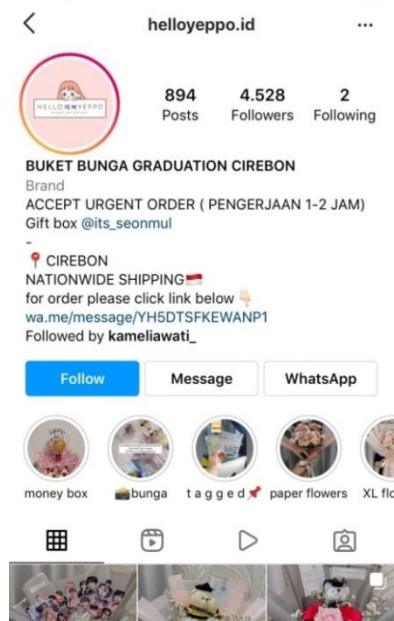 helloyeppo.id
HELLO YEPPO
894 4.528 2
Posts Followers Following
BUKET BUNGA GRADUATION CIREBON
Brand
ACCEPT URGENT ORDER ( PENGERJAAN 1-2 JAM)
Gift box @its_seonmul
-
📍 CIREBON
NATIONWIDE SHIPPING🇮🇩
for order please click link below 👇🏻
wa.me/message/YH5DTSFKEWANP1
Followed by kameliawati_
Follow Message WhatsApp
money box 📸bunga t a g g e d📌 paper flowers XL flo